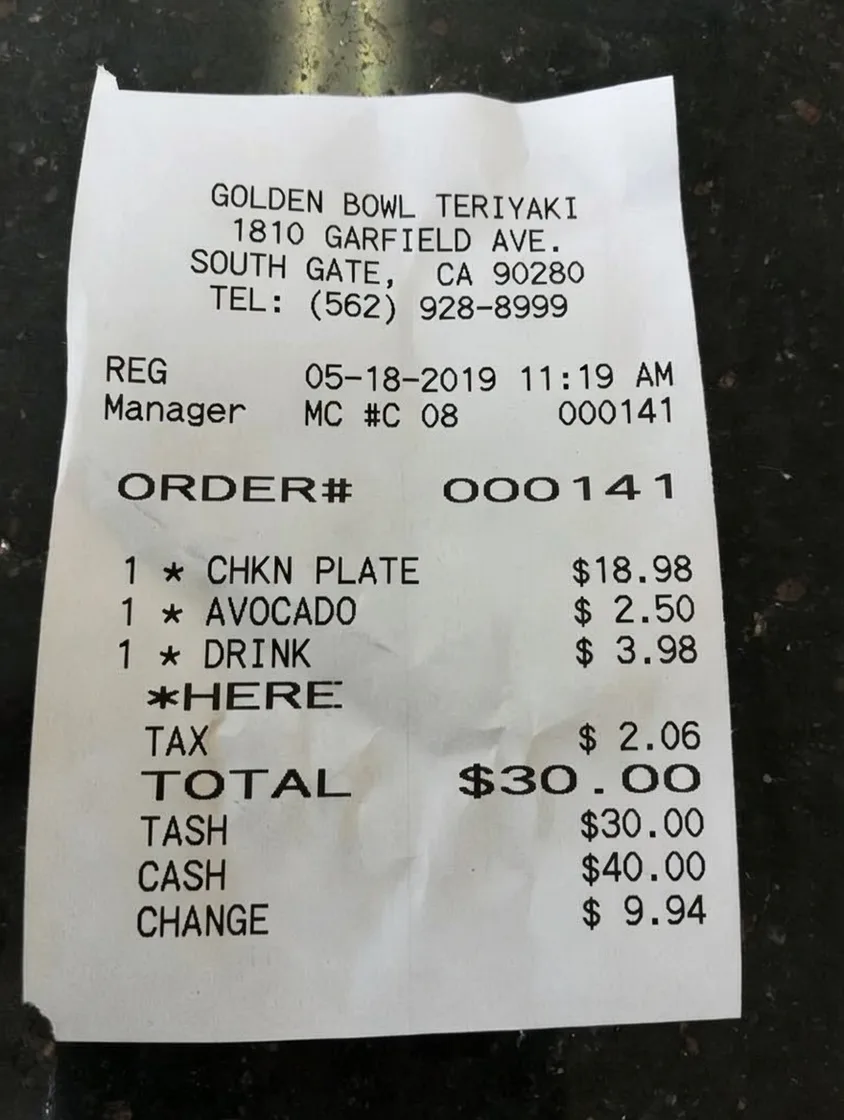 GOLDEN BOWL TERIYAKI
1810 GARFIELD AVE.
SOUTH GATE, CA 90280
TEL: (562) 928-8999
REG 05-18-2019 11:19 AM
Manager MC #C 08 000141
ORDER# 000141
1 * CHKN PLATE $18.98
1 * AVOCADO $ 2.50
1 * DRINK $ 3.98
*HERE
TAX $ 2.06
TOTAL $30.00
TASH $30.00
CASH $40.00
CHANGE $ 9.94